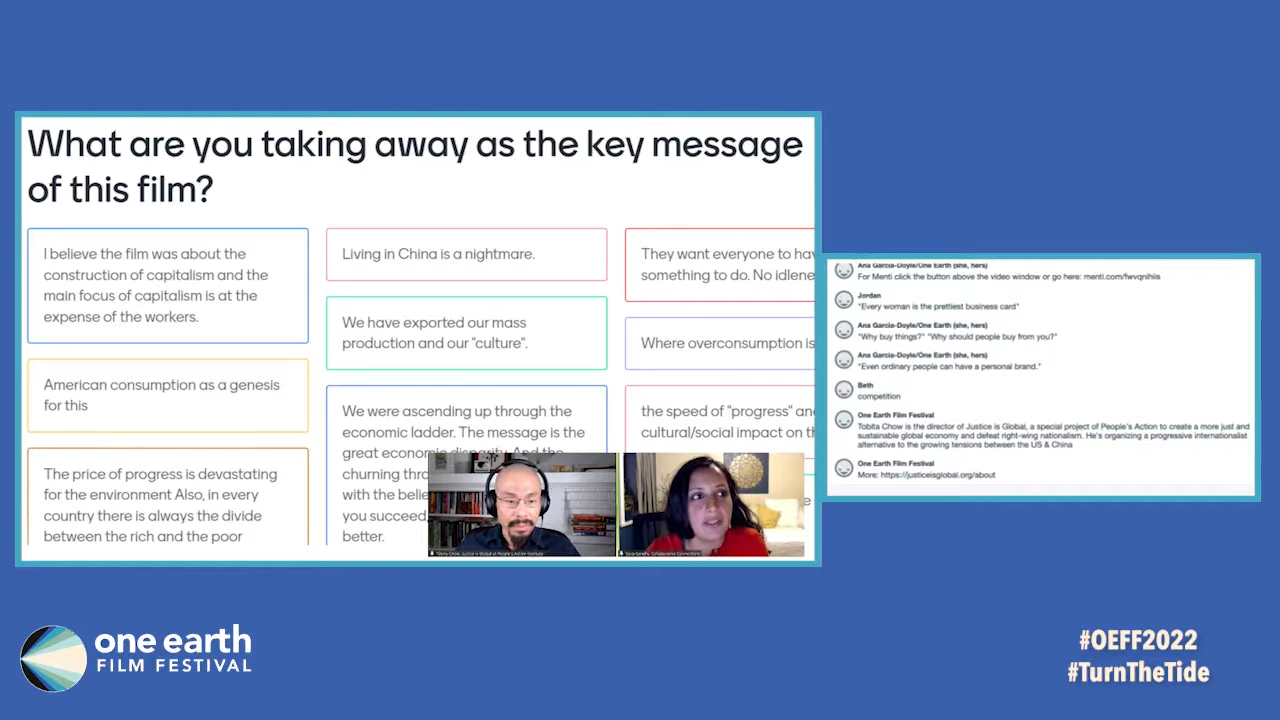 What are you taking away as the key message
of this film?
I believe the film was about the
construction of capitalism and the
main focus of capitalism is at the
expense of the workers.
American consumption as a genesis
for this
The price of progress is devastating
for the environment Also, in every
country there is always the divide
between the rich and the poor
Living in China is a nightmare.
We have exported our mass
production and our "culture".
We were ascending up through the
economic ladder. The message is the
great economic disparity. And the
churning
with the
you succeed,
better.
They want everyone to
something to do. No
Where overconsumption is
the speed of "progress"
cultural/social impact on
Ana Garcia-Doyle/One Earth (she, hers)
For Menti click the button above the video window or go here: menti.com/fwvqnihiis
Jordan
"Every woman is the prettiest business card"
Ana Garcia-Doyle/One Earth (she, hers)
"Why buy things?" "Why should people buy from you?"
Ana Garcia-Doyle/One Earth (she, hers)
"Even ordinary people can have a personal brand."
Beth
competition
One Earth Film Festival
Tobita Chow is the director of Justice is Global, a special project of People's Action to create a more just and
sustainable global economy and defeat right-wing nationalism. He's organizing a progressive internationalist
alternative to the growing tensions between the US & China
One Earth Film Festival
More: https://justiceisglobal.org/about
Tobita Chow, Justice is Global at People's Action Institute
one earth
FILM FESTIVAL
#OEFF2022
#TurnTheTide